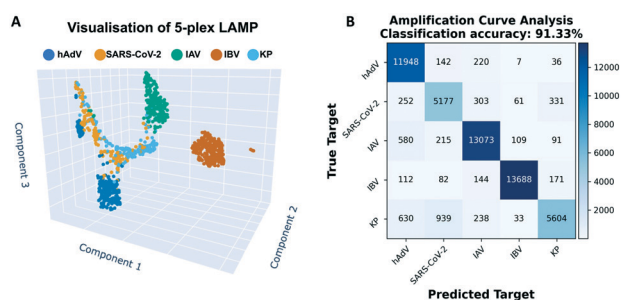 A
Visualisation of 5-plex LAMP
hAdV SARS-CoV-2 IAV IBV KP
Component 3
Component 1
Component 2
B
Amplification Curve Analysis
Classification accuracy: 91.33%
True Target
hAdV 11948 142 220 7 36
SARS-CoV-2 252 5177 303 61 331
IAV 580 215 13073 109 91
IBV 112 82 144 13688 171
KP 630 939 238 33 5604
hAdV SARS-CoV-2 IAV IBV KP
Predicted Target
12000
10000
8000
6000
4000
2000